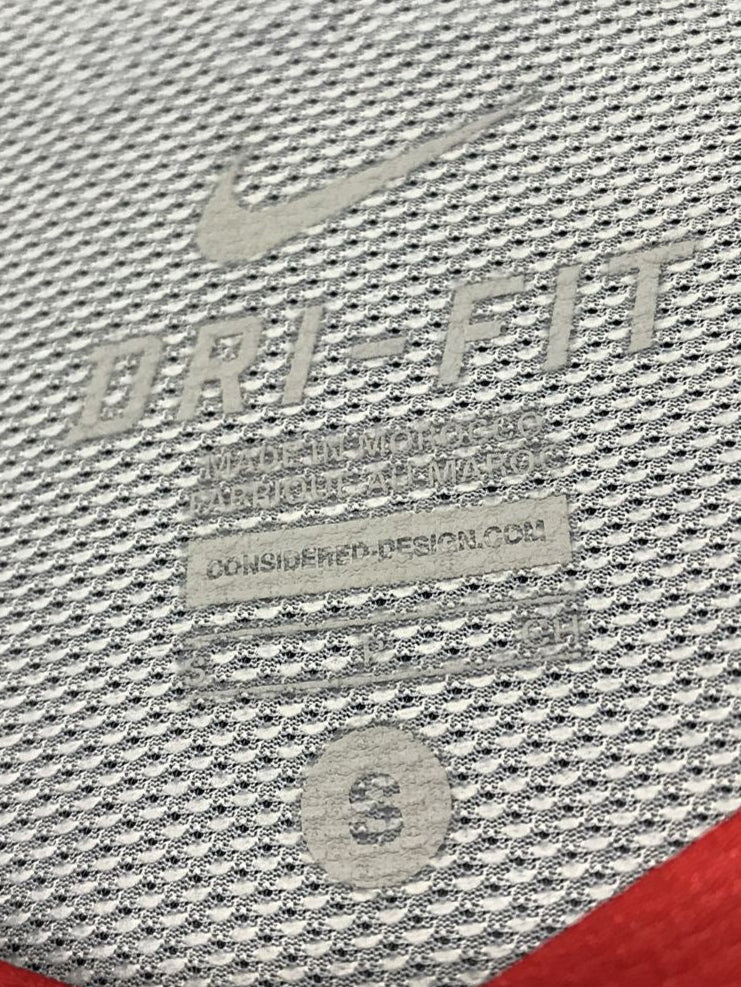 DRI-FIT
MADE IN MOROCCO
FABRIQUE AU MAROC
CONSIDERED-DESIGN.COM
S P CH
S